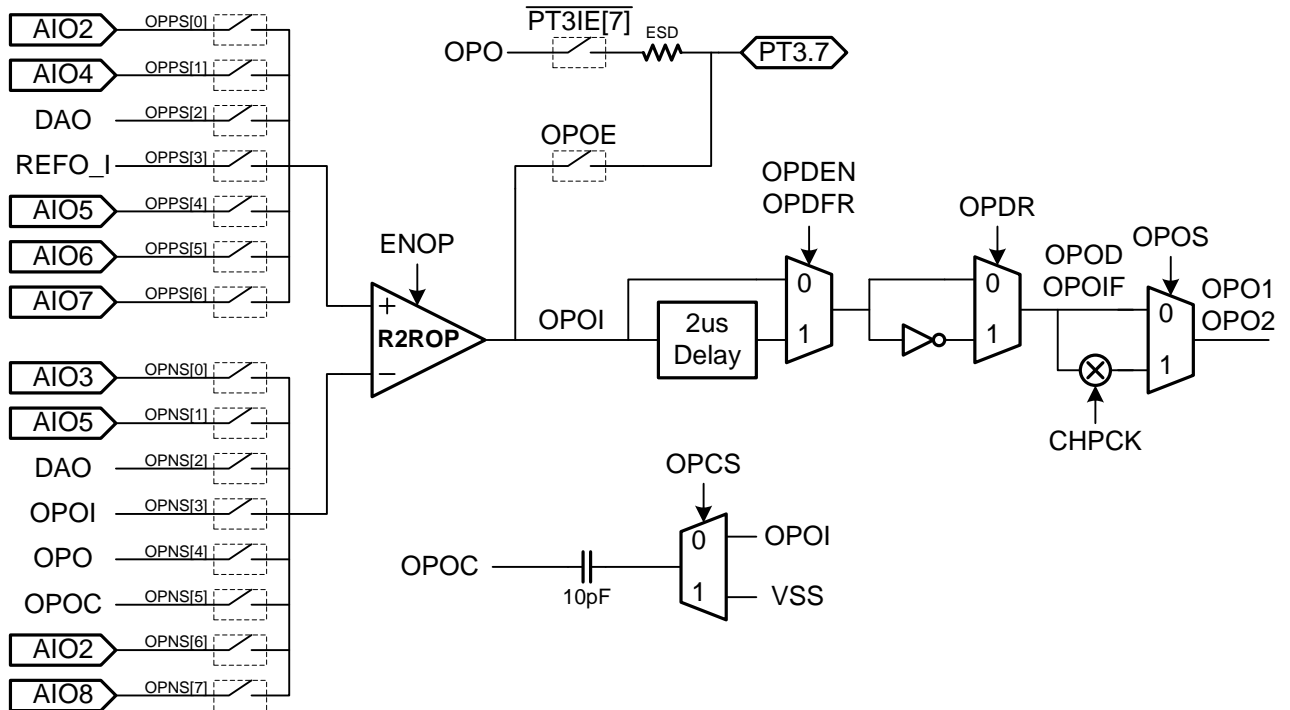 AIO2 OPPS[0]
AIO4 OPPS[1]
DAO OPPS[2]
REFO_I OPPS[3]
AIO5 OPPS[4]
AIO6 OPPS[5]
AIO7 OPPS[6]
AIO3 OPNS[0]
AIO5 OPNS[1]
DAO OPNS[2]
OPOI OPNS[3]
OPO OPNS[4]
OPOC OPNS[5]
AIO2 OPNS[6]
AIO8 OPNS[7]
PT3IE[7]
OPO
ESD
PT3.7
OPOE
ENOP
+
R2ROP
−
OPOI
2us
Delay
OPDEN
OPDFR
0
1
OPDR
0
1
OPOD
OPOIF
OPOS
0
1
OPO1
OPO2
CHPCK
OPCS
OPOC
10pF
0
1
OPOI
VSS